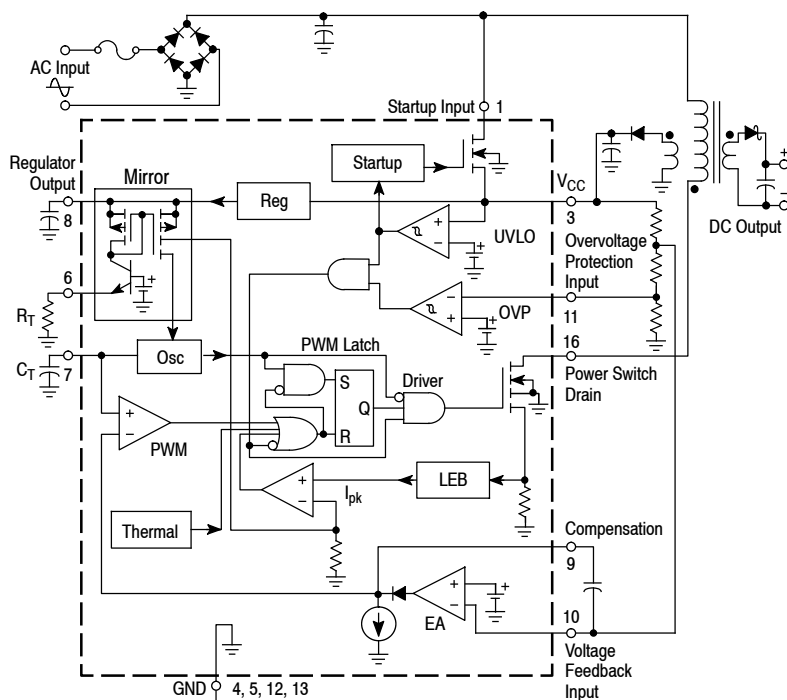 AC Input
Startup Input 1
Regulator
Output
8
Mirror
Startup
Reg
VCC
3
UVLO
DC Output
+
−
Overvoltage
Protection
Input
11
OVP
6
RT
CT
7
Osc
PWM Latch
S
Q
R
Driver
16
Power Switch
Drain
PWM
Ipk
LEB
Thermal
Compensation
9
EA
10
Voltage
Feedback
Input
GND 4, 5, 12, 13